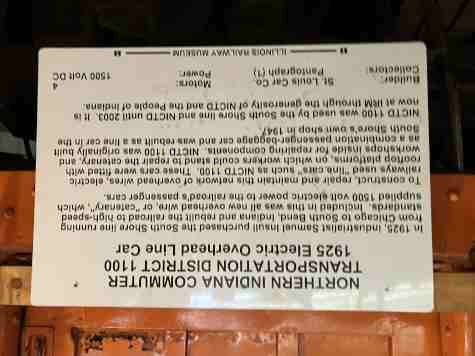 NORTHERN INDIANA COMMUTER
TRANSPORTATION DISTRICT 1100
1925 Electric Overhead Line Car
In 1925, industrialist Samuel Insull purchased the South Shore line running
from Chicago to South Bend, Indiana and rebuilt the railroad to high-speed
standards. Included in this was all new overhead wire, or "catenary," which
supplied 1500 volt electric power to the railroad's passenger cars.
To construct, repair and maintain this network of overhead wires, electric
railways used "line cars" such as NICTD 1100. These cars were fitted with
rooftop platforms, on which workers could stand to repair the catenary, and
workshops inside for repairing components. NICTD 1100 was originally built
as a combination passenger-baggage car and was rebuilt as a line car in the
South Shore's own shop in 1947.
NICTD 1100 was used by the South Shore line and NICTD until 2003. It is
now at IRM through the generosity of NICTD and the People of Indiana.
Builder: St. Louis Car Co. Motors: 4
Collectors: Pantograph (1) Power: 1500 Volt DC
ILLINOIS RAILWAY MUSEUM